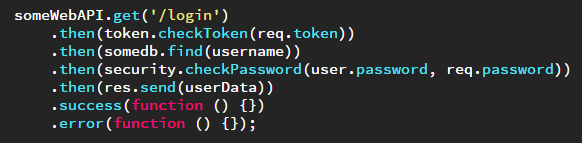 someWebAPI.get('/login')
.then(token.checkToken(req.token))
.then(somedb.find(username))
.then(security.checkPassword(user.password, req.password))
.then(res.send(userData))
.success(function () {})
.error(function () {});